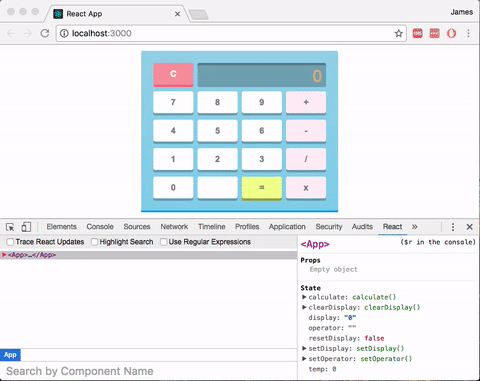 React App
James
localhost:3000
C 0
7 8 9 +
4 5 6 -
1 2 3 /
0 = x
Elements Console Sources Network Timeline Profiles Application Security Audits React »
Trace React Updates Highlight Search Use Regular Expressions
<App>…</App>
<App> ($r in the console)
Props
Empty object
State
calculate: calculate()
clearDisplay: clearDisplay()
display: "0"
operator: ""
resetDisplay: false
setDisplay: setDisplay()
setOperator: setOperator()
temp: 0
App
Search by Component Name